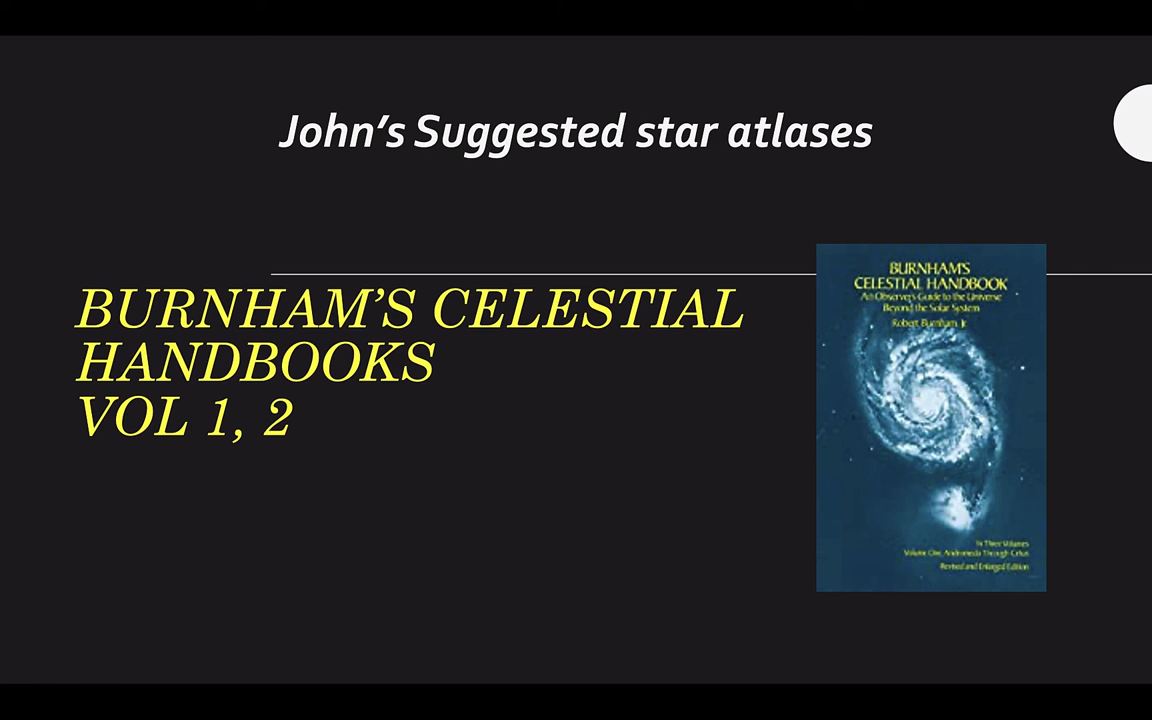 John’s Suggested star atlases
BURNHAM’S CELESTIAL
HANDBOOKS
VOL 1, 2
BURNHAM'S
CELESTIAL HANDBOOK
An Observer's Guide to the Universe
Beyond the Solar System
Robert Burnham, Jr.
In Three Volumes
Volume One, Andromeda Through Cetus
Revised and Enlarged Edition